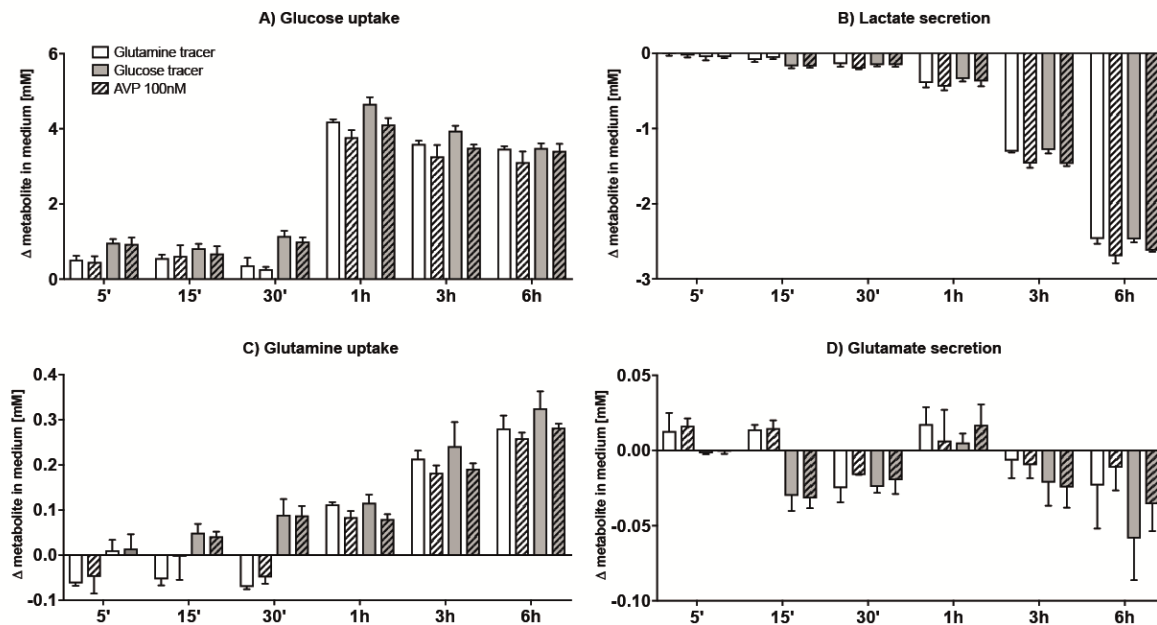 A) Glucose uptake
Δ metabolite in medium [mM]
6
4
2
0
Glutamine tracer
Glucose tracer
AVP 100nM
5' 15' 30' 1h 3h 6h
B) Lactate secretion
Δ metabolite in medium [mM]
0
-1
-2
-3
5' 15' 30' 1h 3h 6h
C) Glutamine uptake
Δ metabolite in medium [mM]
0.4
0.3
0.2
0.1
0.0
-0.1
5' 15' 30' 1h 3h 6h
D) Glutamate secretion
Δ metabolite in medium [mM]
0.05
0.00
-0.05
-0.10
5' 15' 30' 1h 3h 6h